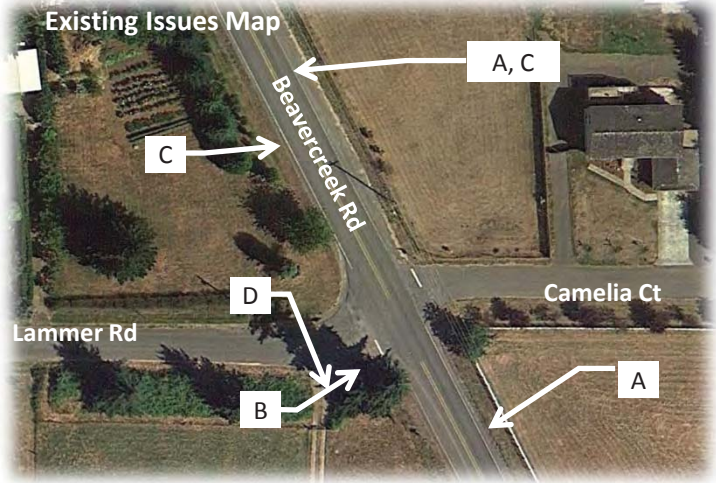 Existing Issues Map
A, C
Beavercreek Rd
C
Camelia Ct
D
Lammer Rd
A
B